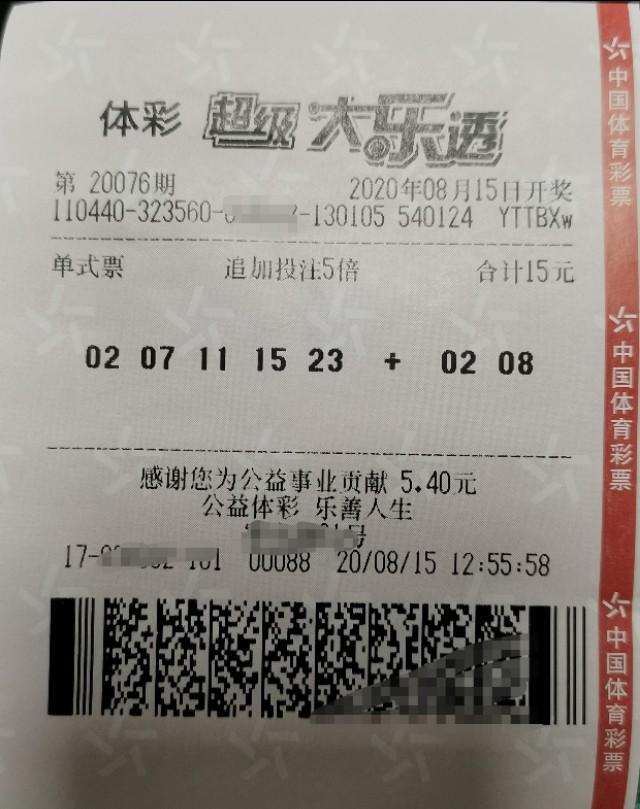 体彩 超级大乐透
第 20076期 2020年08月15日开奖
110440-323560- -130105 540124 YTTBXw
单式票 追加投注5倍 合计15元
02 07 11 15 23 + 02 08
感谢您为公益事业贡献 5.40元
公益体彩 乐善人生
号
17- 101 00088 20/08/15 12:55:58
中国体育彩票
中国体育彩票
中国体育彩票